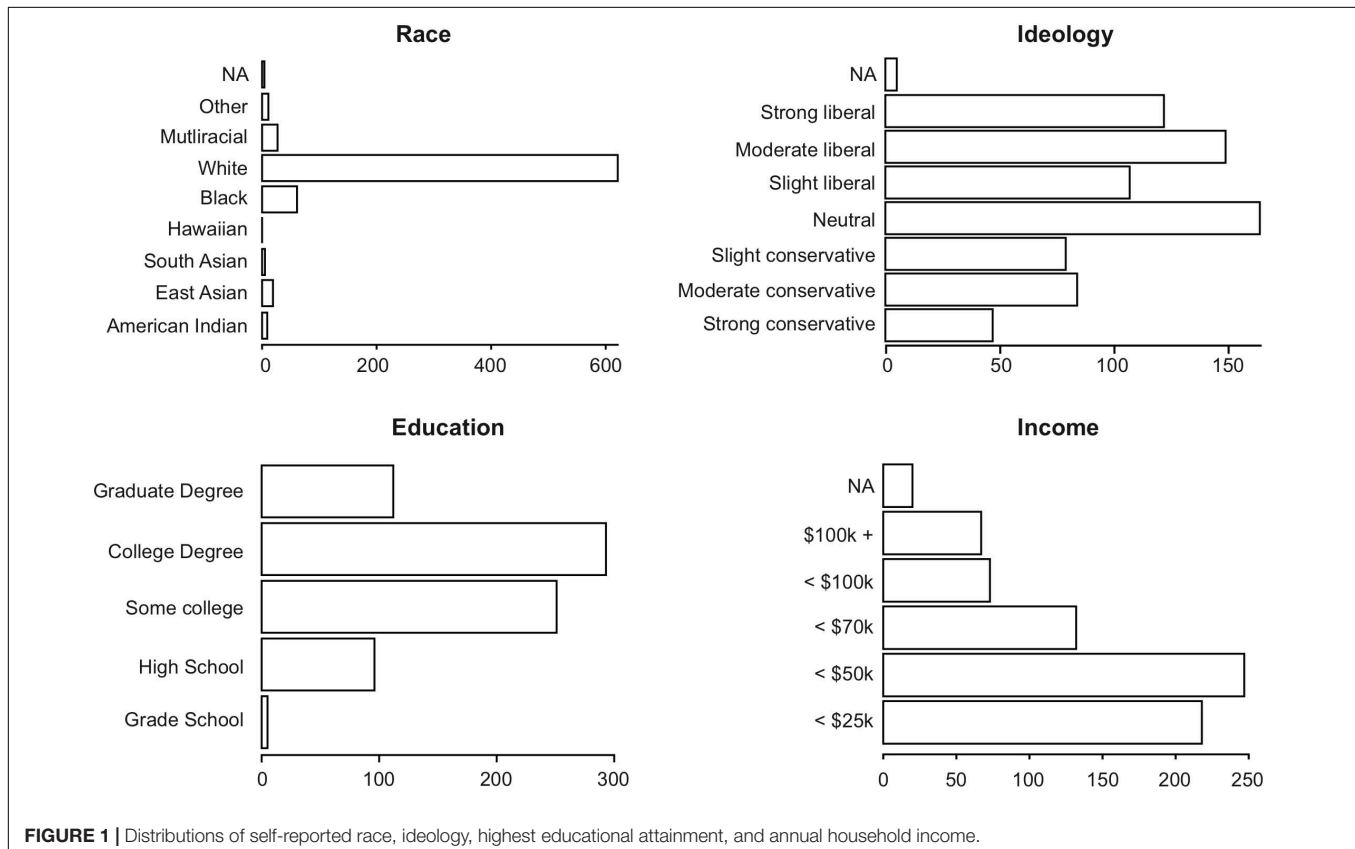 Race
NA
Other
Mutliracial
White
Black
Hawaiian
South Asian
East Asian
American Indian
0 200 400 600
Ideology
NA
Strong liberal
Moderate liberal
Slight liberal
Neutral
Slight conservative
Moderate conservative
Strong conservative
0 50 100 150
Education
Graduate Degree
College Degree
Some college
High School
Grade School
0 100 200 300
Income
NA
$100k +
< $100k
< $70k
< $50k
< $25k
0 50 100 150 200 250
FIGURE 1 | Distributions of self-reported race, ideology, highest educational attainment, and annual household income.